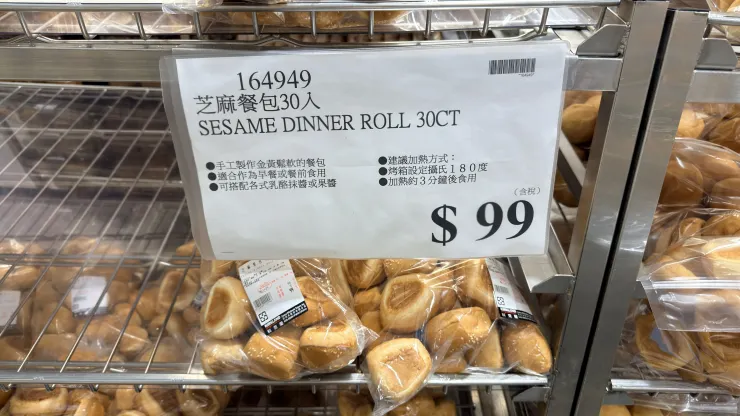 164949
芝麻餐包30入
SESAME DINNER ROLL 30CT
●手工製作金黃鬆軟的餐包
●適合作為早餐或餐前食用
●可搭配各式乳酪抹醬或果醬
●建議加熱方式：
●烤箱設定攝氏１８０度
●加熱約３分鐘後食用
(含稅)
$ 99